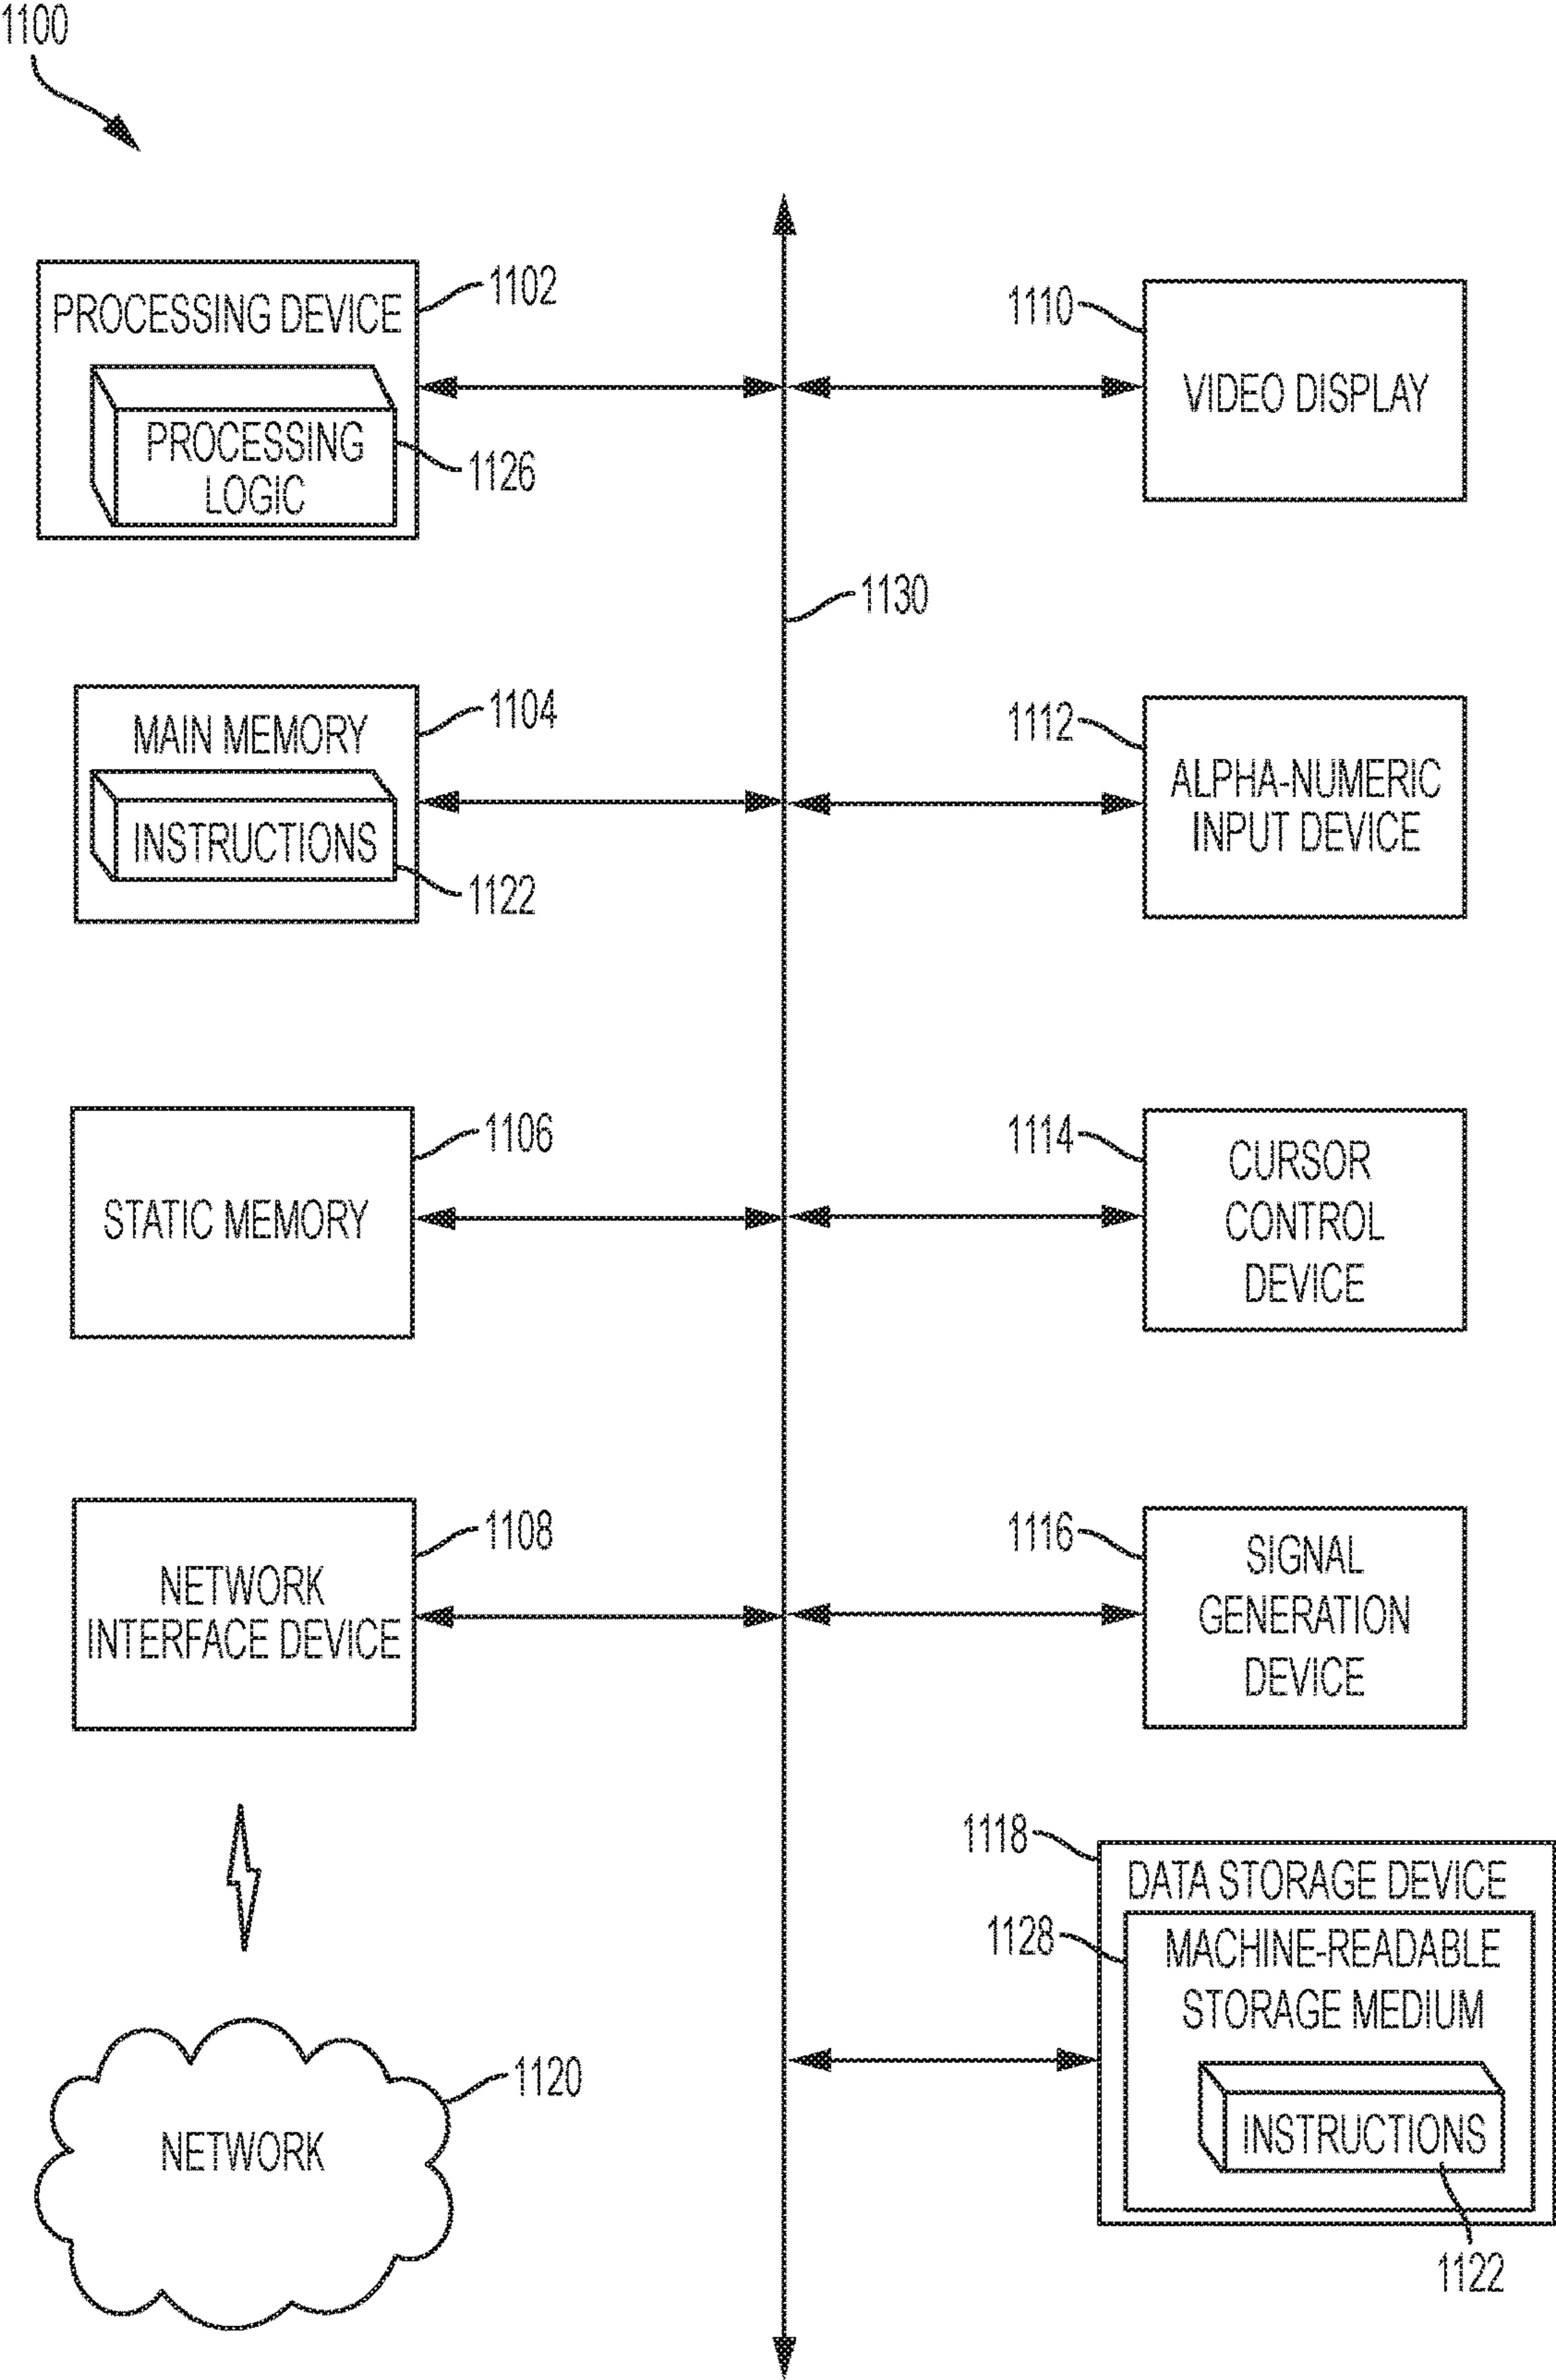 1100
PROCESSING DEVICE
1102
PROCESSING
LOGIC
1126
1110
VIDEO DISPLAY
1130
MAIN MEMORY
1104
INSTRUCTIONS
1122
1112
ALPHA-NUMERIC
INPUT DEVICE
STATIC MEMORY
1106
1114
CURSOR
CONTROL
DEVICE
NETWORK
INTERFACE DEVICE
1108
1116
SIGNAL
GENERATION
DEVICE
1118
DATA STORAGE DEVICE
1128
MACHINE-READABLE
STORAGE MEDIUM
INSTRUCTIONS
1122
NETWORK
1120